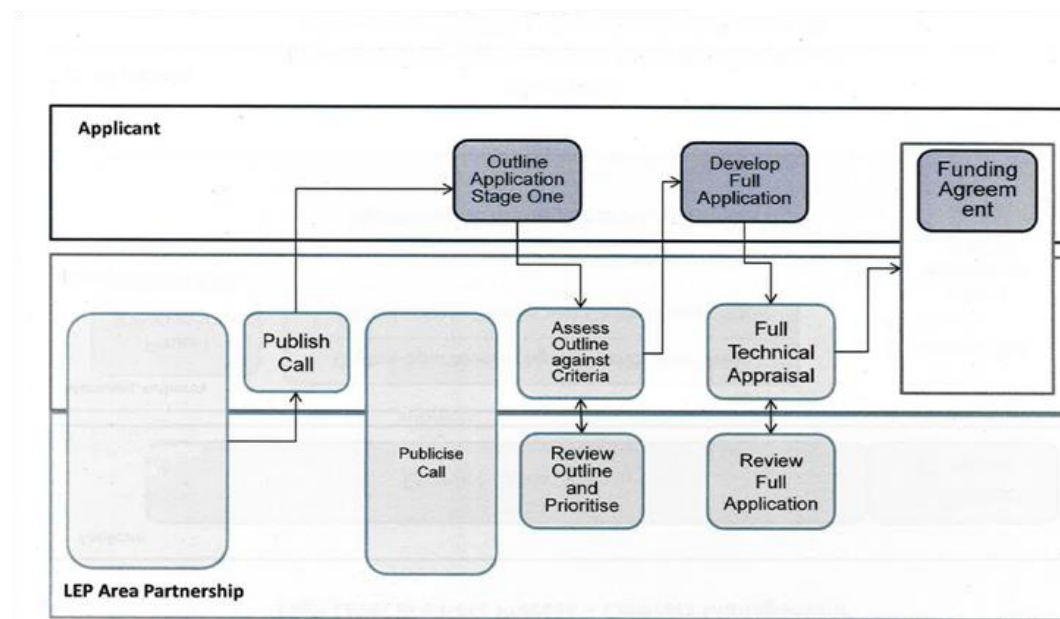 Applicant
Outline
Application
Stage One
Develop
Full
Application
Funding
Agreem
ent
Publish
Call
Assess
Outline
against
Criteria
Full
Technical
Appraisal
Publicise
Call
Review
Outline
and
Prioritise
Review
Full
Application
LEP Area Partnership